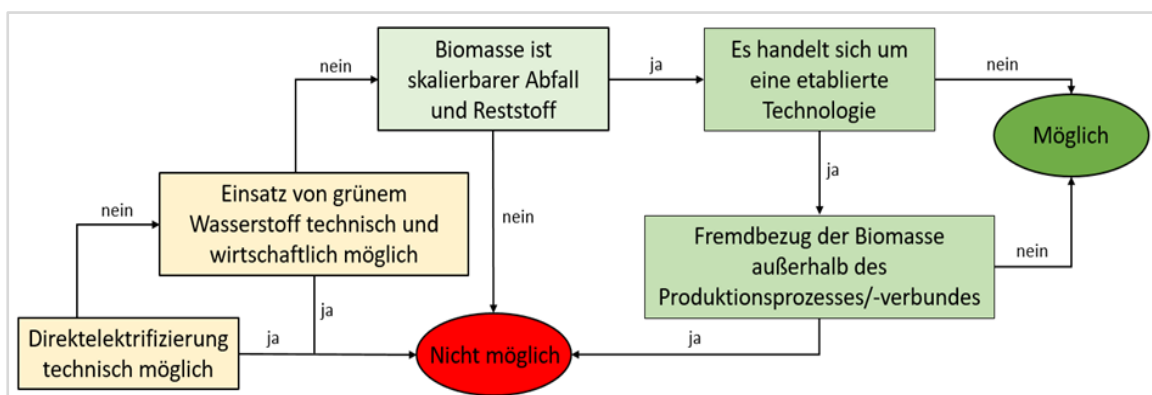 Biomasse ist
skalierbarer Abfall
und Reststoff
Es handelt sich um
eine etablierte
Technologie
nein
ja
nein
Möglich
Einsatz von grünem
Wasserstoff technisch und
wirtschaftlich möglich
nein
nein
ja
Fremdbezug der Biomasse
außerhalb des
Produktionsprozesses/-verbundes
nein
ja
Direktelektrifizierung
technisch möglich
ja
Nicht möglich
ja